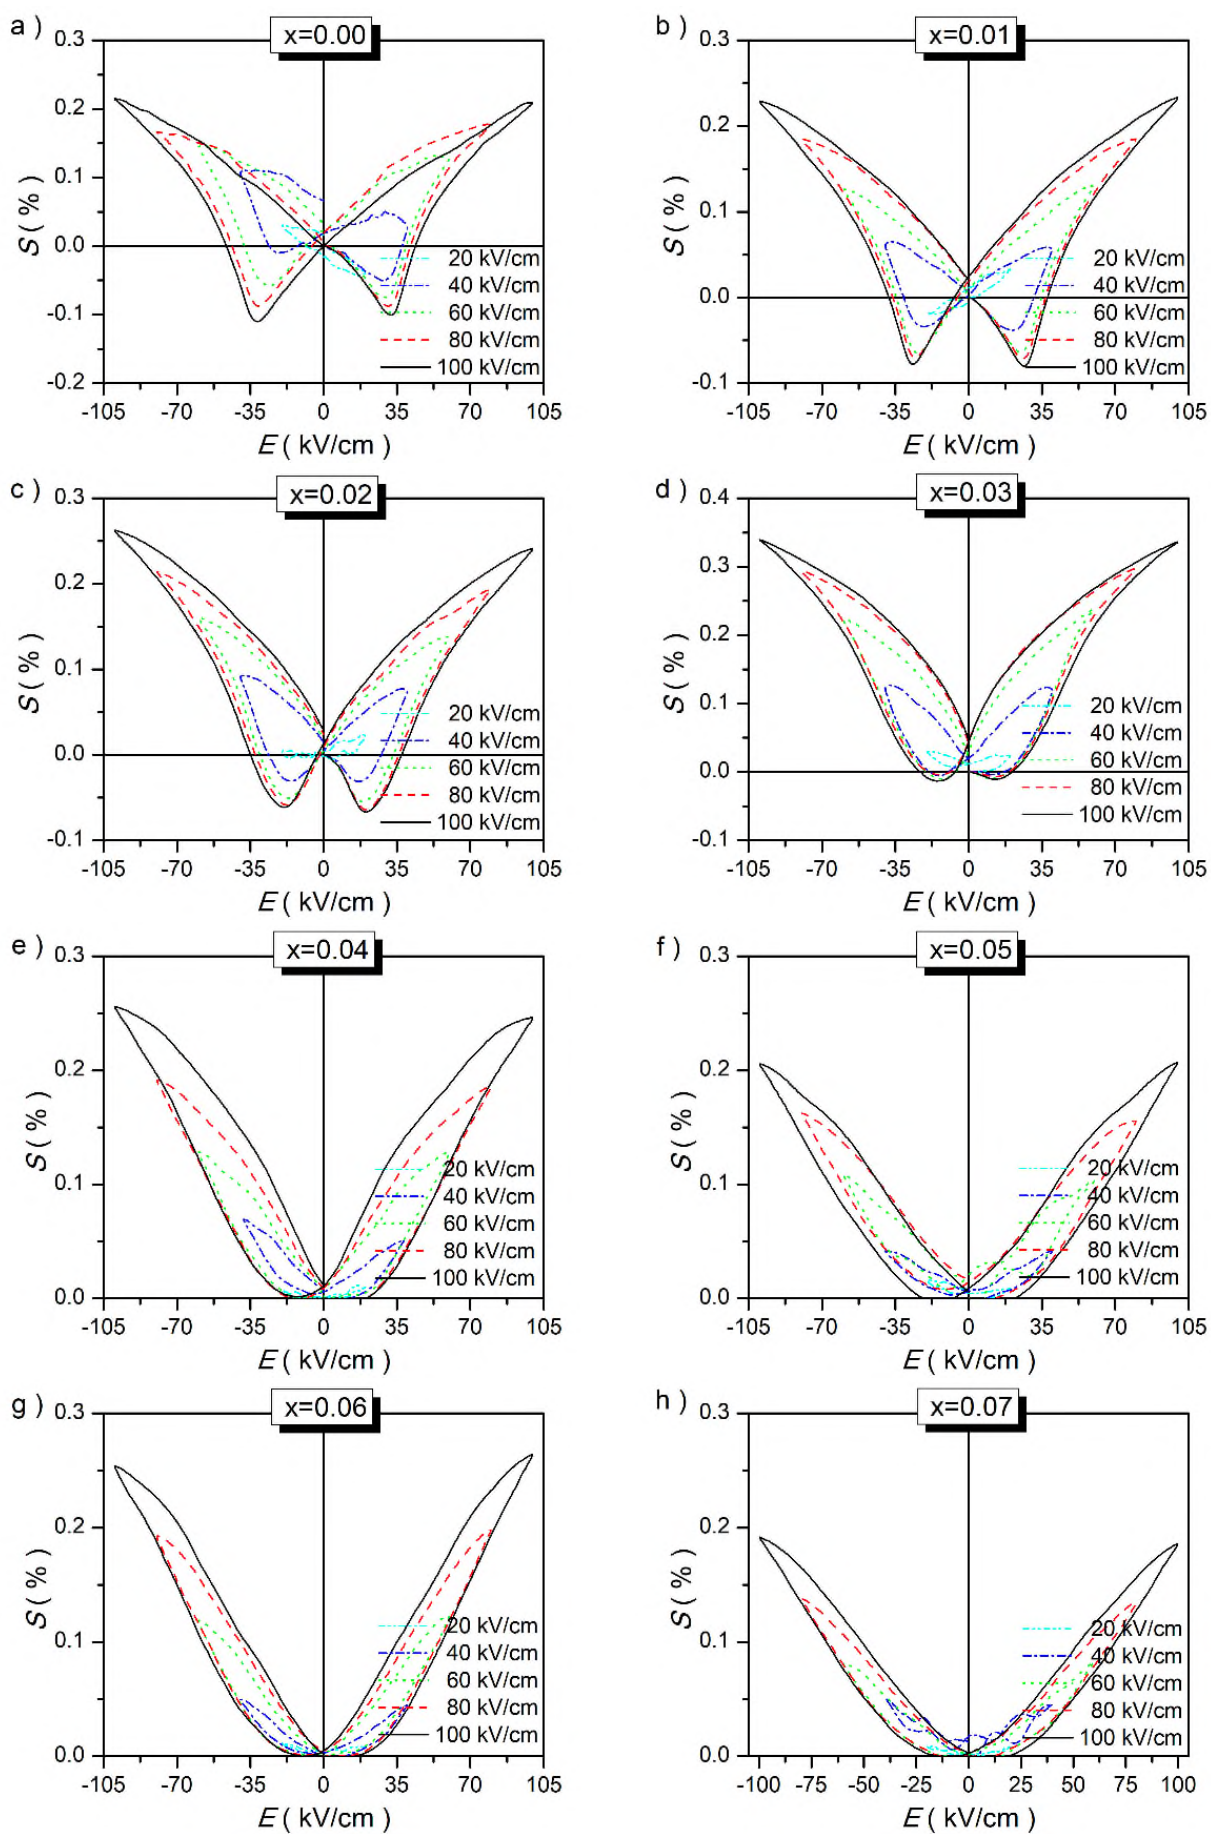 a )
x=0.00
0.3
0.2
0.1
0.0
-0.1
-0.2
S ( % )
20 kV/cm
40 kV/cm
60 kV/cm
80 kV/cm
100 kV/cm
-105 -70 -35 0 35 70 105
E ( kV/cm )
b )
x=0.01
0.3
0.2
0.1
0.0
-0.1
S ( % )
20 kV/cm
40 kV/cm
60 kV/cm
80 kV/cm
100 kV/cm
-105 -70 -35 0 35 70 105
E ( kV/cm )
c )
x=0.02
0.3
0.2
0.1
0.0
-0.1
S ( % )
20 kV/cm
40 kV/cm
60 kV/cm
80 kV/cm
100 kV/cm
-105 -70 -35 0 35 70 105
E ( kV/cm )
d )
x=0.03
0.4
0.3
0.2
0.1
0.0
-0.1
S ( % )
20 kV/cm
40 kV/cm
60 kV/cm
80 kV/cm
100 kV/cm
-105 -70 -35 0 35 70 105
E ( kV/cm )
e )
x=0.04
0.3
0.2
0.1
0.0
S ( % )
20 kV/cm
40 kV/cm
60 kV/cm
80 kV/cm
100 kV/cm
-105 -70 -35 0 35 70 105
E ( kV/cm )
f )
x=0.05
0.3
0.2
0.1
0.0
S ( % )
20 kV/cm
40 kV/cm
60 kV/cm
80 kV/cm
100 kV/cm
-105 -70 -35 0 35 70 105
E ( kV/cm )
g )
x=0.06
0.3
0.2
0.1
0.0
S ( % )
20 kV/cm
40 kV/cm
60 kV/cm
80 kV/cm
100 kV/cm
-105 -70 -35 0 35 70 105
E ( kV/cm )
h )
x=0.07
0.3
0.2
0.1
0.0
S ( % )
20 kV/cm
40 kV/cm
60 kV/cm
80 kV/cm
100 kV/cm
-100 -75 -50 -25 0 25 50 75 100
E ( kV/cm )